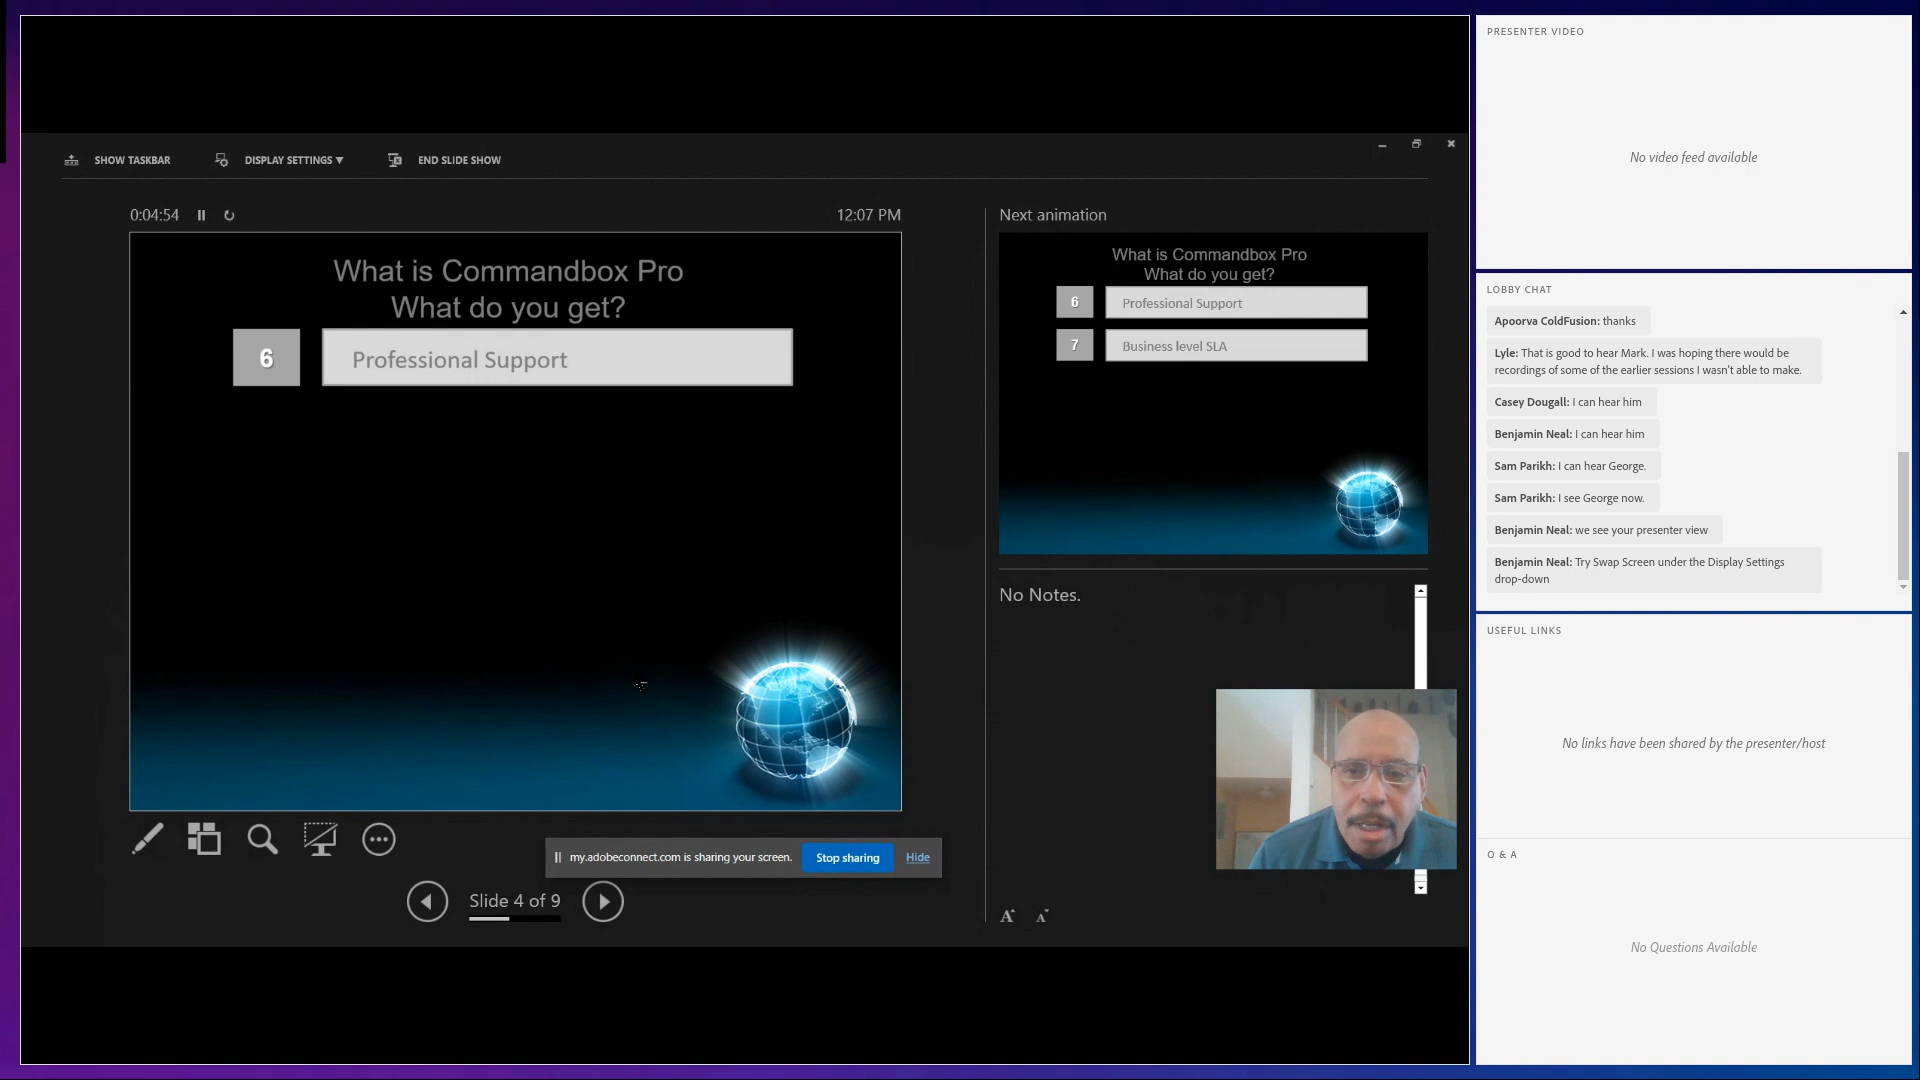 SHOW TASKBAR
DISPLAY SETTINGS ▼
END SLIDE SHOW
0:04:54
12:07 PM
What is Commandbox Pro
What do you get?
6
Professional Support
my.adobeconnect.com is sharing your screen.
Stop sharing
Hide
Slide 4 of 9
Next animation
What is Commandbox Pro
What do you get?
6
Professional Support
7
Business level SLA
No Notes.
A
A
PRESENTER VIDEO
No video feed available
LOBBY CHAT
Apoorva ColdFusion: thanks
Lyle: That is good to hear Mark. I was hoping there would be
recordings of some of the earlier sessions I wasn't able to make.
Casey Dougall: I can hear him
Benjamin Neal: I can hear him
Sam Parikh: I can hear George.
Sam Parikh: I see George now.
Benjamin Neal: we see your presenter view
Benjamin Neal: Try Swap Screen under the Display Settings
drop-down
USEFUL LINKS
No links have been shared by the presenter/host
Q & A
No Questions Available